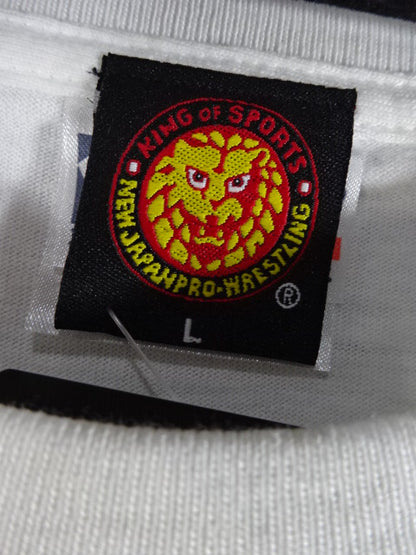 KING OF SPORTS
NEW JAPAN PRO-WRESTLING
®
L